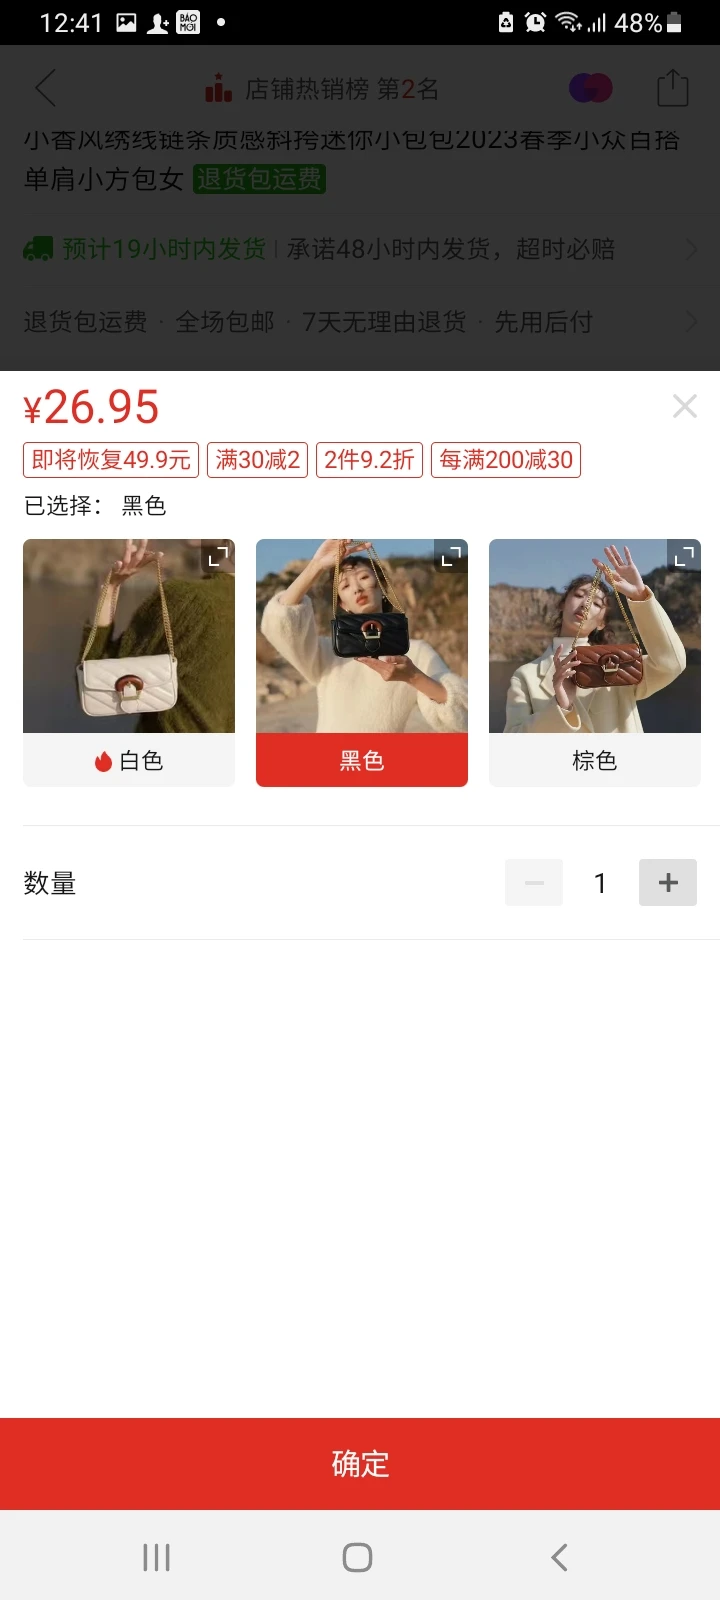 12:41
BÁO MỚI
48%
店铺热销榜 第2名
小香风绣线链条质感斜挎迷你小包包2023春季小众百搭
单肩小方包女 退货包运费
预计19小时内发货 | 承诺48小时内发货，超时必赔
退货包运费 · 全场包邮 · 7天无理由退货 · 先用后付
¥26.95
即将恢复49.9元 满30减2 2件9.2折 每满200减30
已选择： 黑色
白色
黑色
棕色
数量
1
确定